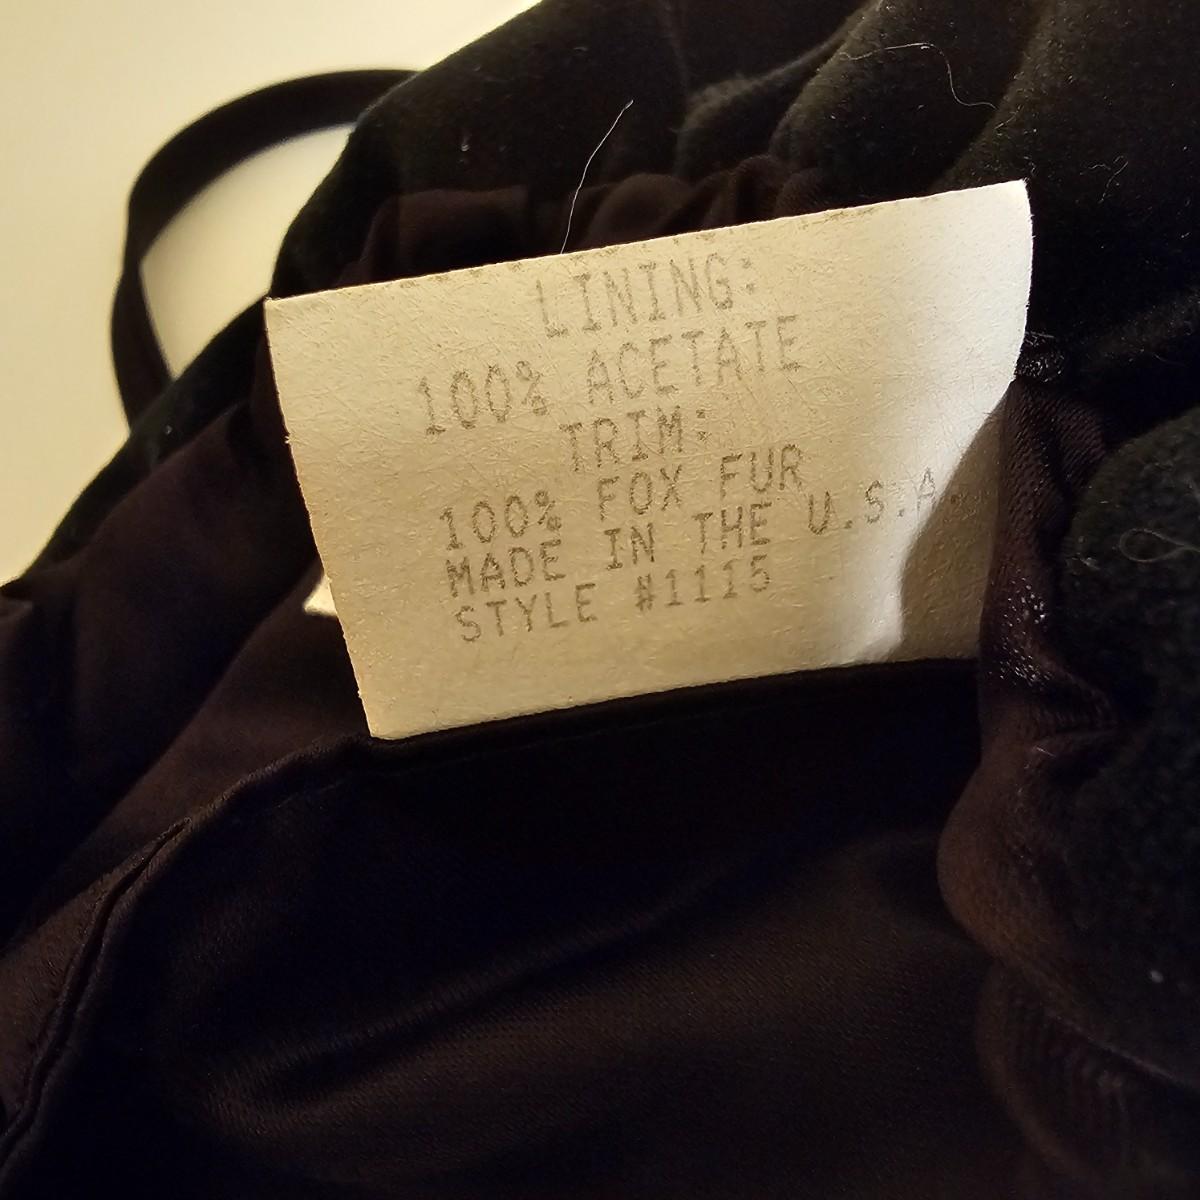 LINING:
100% ACETATE
TRIM:
100% FOX FUR
MADE IN THE U.S.A.
STYLE #1115